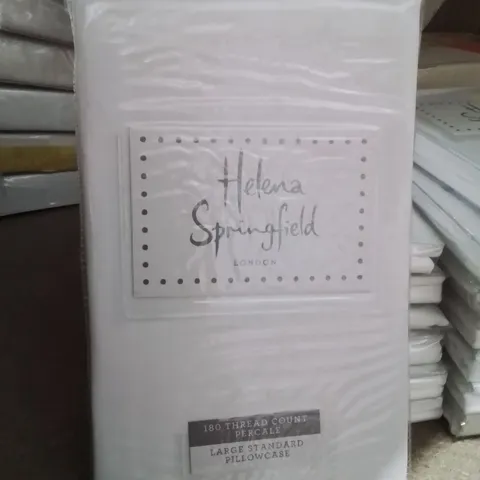 Helena
Springfield
LONDON
180 THREAD COUNT
PERCALE
LARGE STANDARD
PILLOWCASE